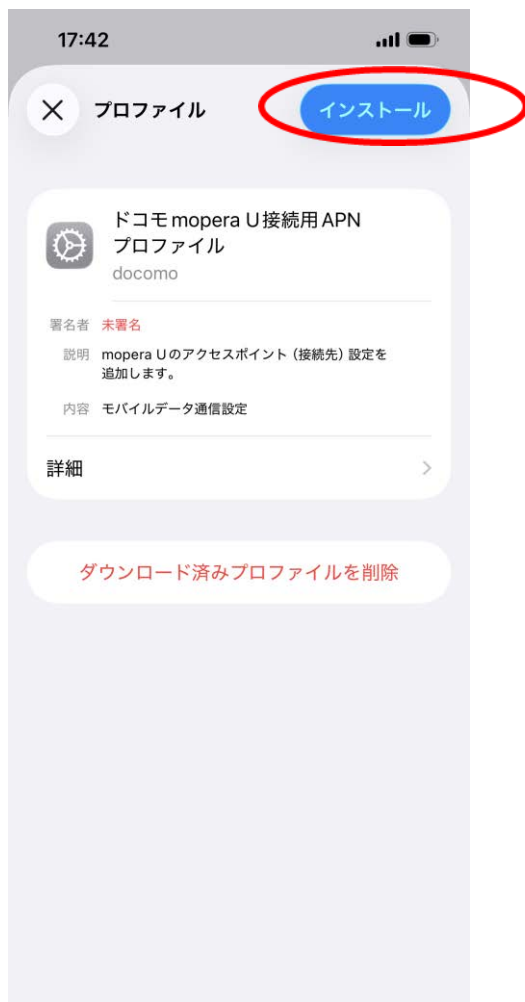 17:42
プロファイル
インストール
ドコモ mopera U接続用 APN
プロファイル
docomo
署名者 未署名
説明 mopera Uのアクセスポイント（接続先）設定を
追加します。
内容 モバイルデータ通信設定
詳細
ダウンロード済みプロファイルを削除